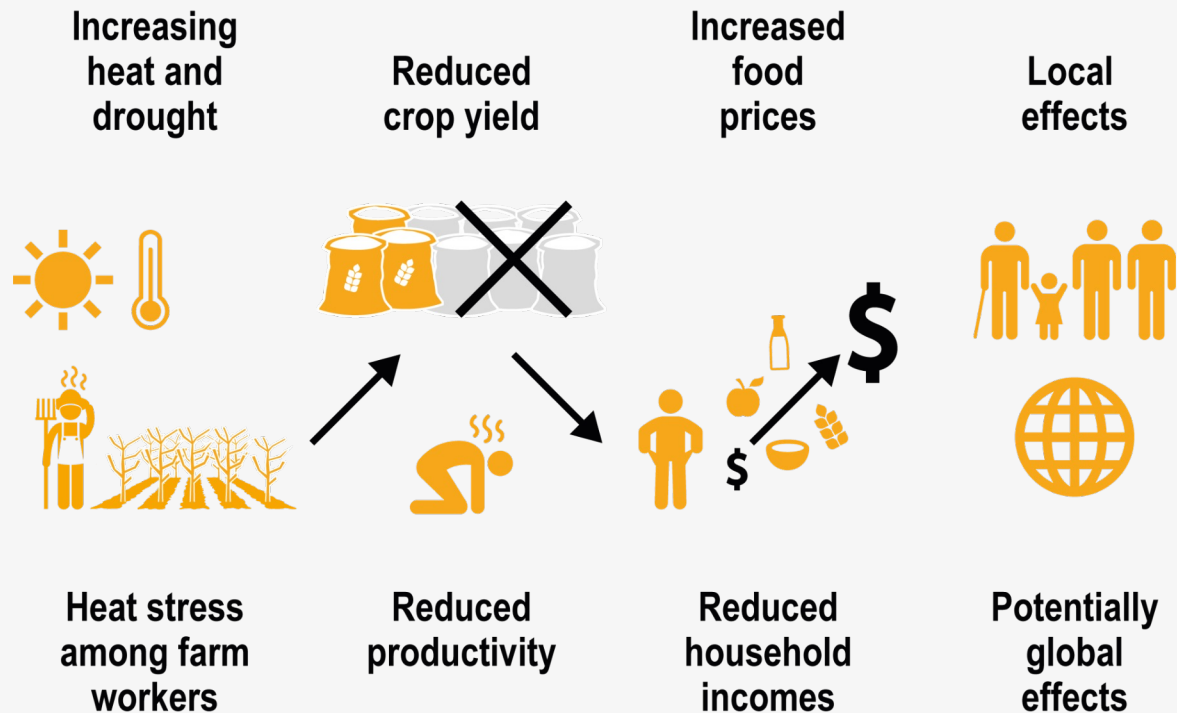 Increasing
heat and
drought
Reduced
crop yield
Increased
food
prices
Local
effects
$
$
Heat stress
among farm
workers
Reduced
productivity
Reduced
household
incomes
Potentially
global
effects